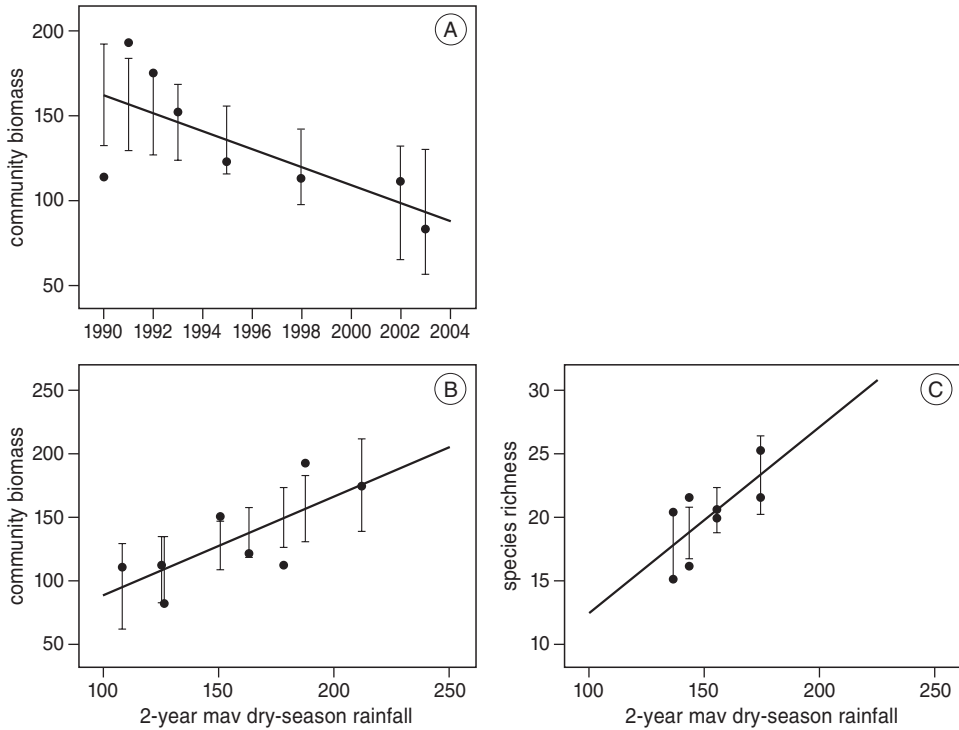 A
200
150
100
50
community biomass
1990 1992 1994 1996 1998 2000 2002 2004
B
250
200
150
100
50
community biomass
100 150 200 250
2-year mav dry-season rainfall
C
30
25
20
15
10
species richness
100 150 200 250
2-year mav dry-season rainfall